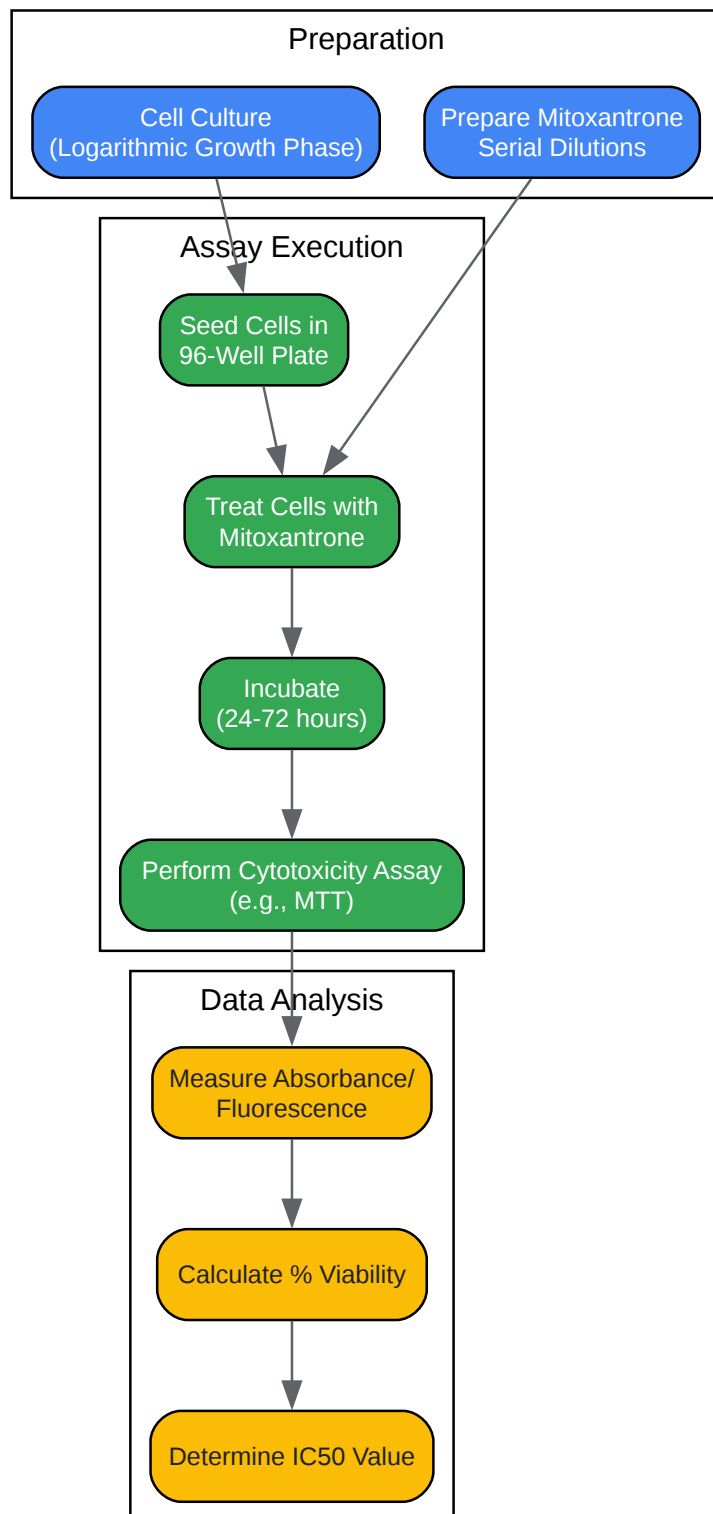 Preparation
Cell Culture
(Logarithmic Growth Phase)
Prepare Mitoxantrone
Serial Dilutions
Assay Execution
Seed Cells in
96-Well Plate
Treat Cells with
Mitoxantrone
Incubate
(24-72 hours)
Perform Cytotoxicity Assay
(e.g., MTT)
Data Analysis
Measure Absorbance/
Fluorescence
Calculate % Viability
Determine IC50 Value